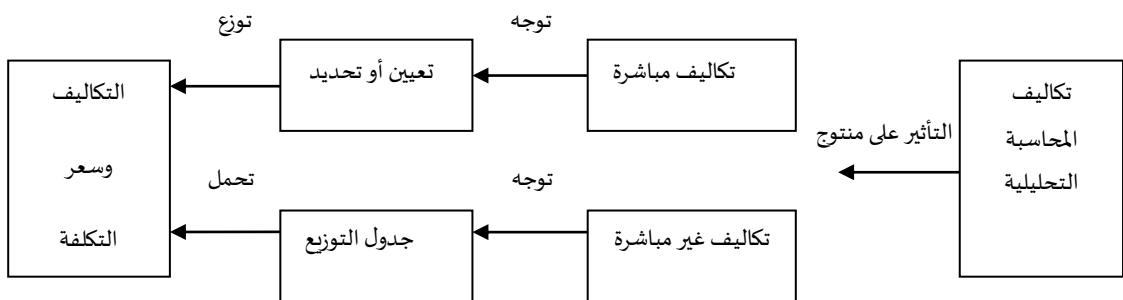 تكاليف
المحاسبة
التحليلية
التأثير على منتوج
توجه
تكاليف مباشرة
توزع
تعيين أو تحديد
توجه
تكاليف غير مباشرة
تحمل
جدول التوزيع
التكاليف
وسعر
التكلفة